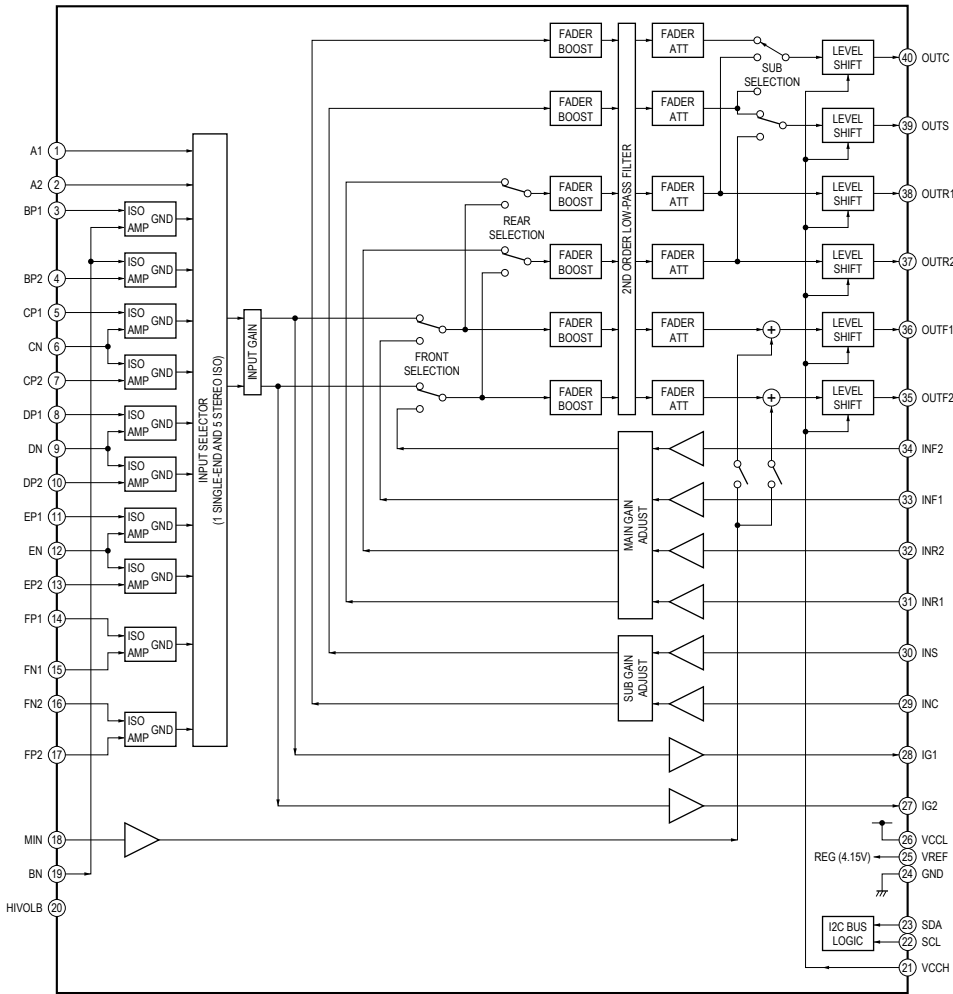 A1 1
A2 2
BP1 3
BP2 4
CP1 5
CN 6
CP2 7
DP1 8
DN 9
DP2 10
EP1 11
EN 12
EP2 13
FP1 14
FN1 15
FN2 16
FP2 17
MIN 18
BN 19
HIVOLB 20
ISO AMP GND
ISO AMP GND
ISO AMP GND
ISO AMP GND
ISO AMP GND
ISO AMP GND
ISO AMP GND
ISO AMP GND
ISO AMP GND
ISO AMP GND
INPUT SELECTOR
(1 SINGLE-END AND 5 STEREO ISO)
INPUT GAIN
FRONT
SELECTION
REAR
SELECTION
FADER
BOOST
FADER
BOOST
FADER
BOOST
FADER
BOOST
FADER
BOOST
FADER
BOOST
2ND ORDER LOW-PASS FILTER
FADER
ATT
FADER
ATT
FADER
ATT
FADER
ATT
FADER
ATT
FADER
ATT
SUB
SELECTION
+
+
MAIN GAIN
ADJUST
SUB GAIN
ADJUST
LEVEL
SHIFT
LEVEL
SHIFT
LEVEL
SHIFT
LEVEL
SHIFT
LEVEL
SHIFT
LEVEL
SHIFT
40 OUTC
39 OUTS
38 OUTR1
37 OUTR2
36 OUTF1
35 OUTF2
34 INF2
33 INF1
32 INR2
31 INR1
30 INS
29 INC
28 IG1
27 IG2
26 VCCL
REG (4.15V) 25 VREF
24 GND
I2C BUS
LOGIC
23 SDA
22 SCL
21 VCCH